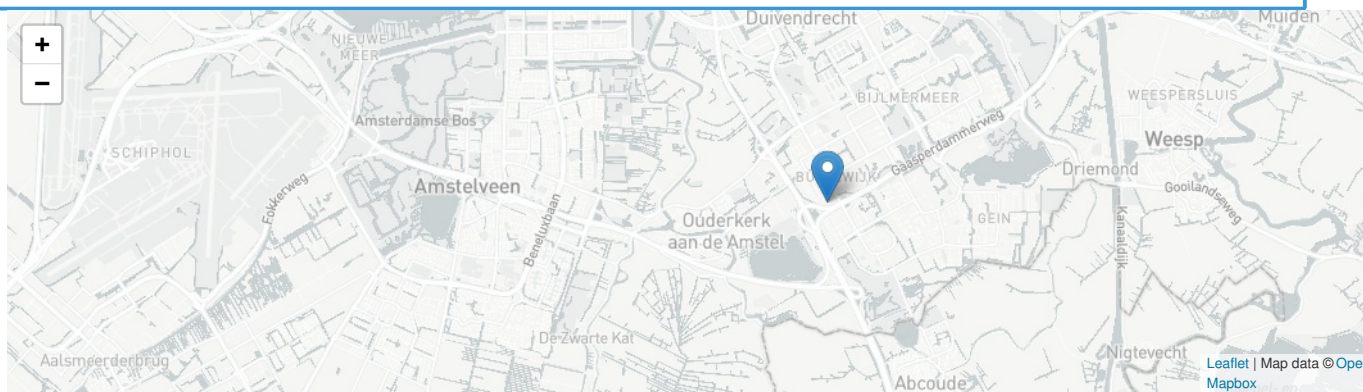 +
−
Duivendrecht
Muiden
NIEUWE
MEER
BIJLMERMEER
WEESPERSLUIS
Amsterdamse Bos
Gaasperdammerweg
Weesp
SCHIPHOL
Driemond
Amstelveen
Fokkerweg
Gooilandseweg
Beneluxbaan
Ouderkerk
aan de Amstel
GEIN
Kanaaldijk
De Zwarte Kat
Aalsmeerderbrug
Nigtevecht
Abcoude
Leaflet | Map data © Ope
Mapbox